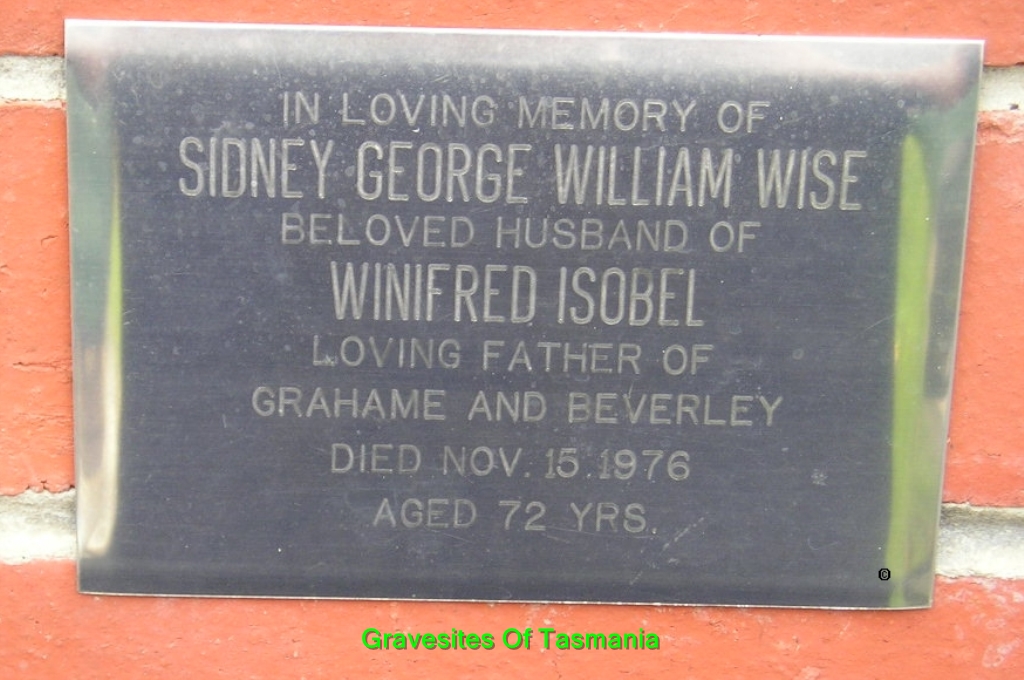 IN LOVING MEMORY OF
SIDNEY GEORGE WILLIAM WISE
BELOVED HUSBAND OF
WINIFRED ISOBEL
LOVING FATHER OF
GRAHAME AND BEVERLEY
DIED NOV. 15.1976
AGED 72 YRS.
©
Gravesites Of Tasmania